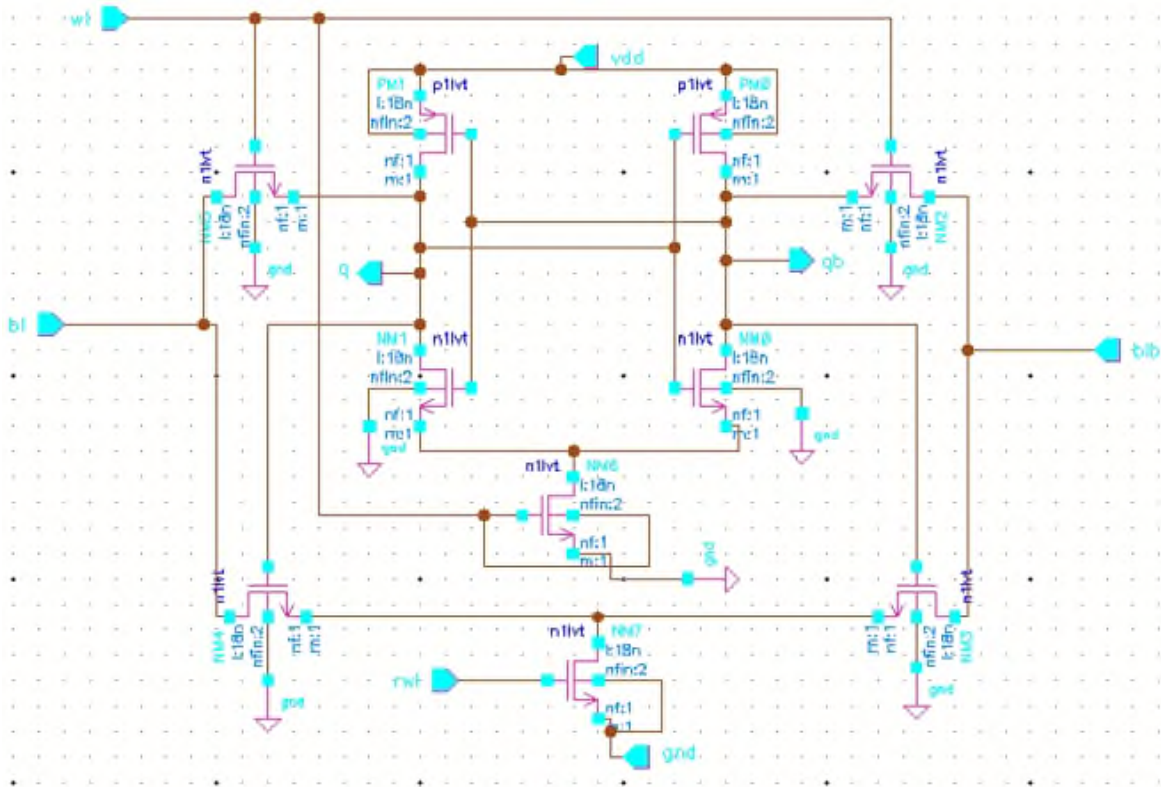 wl
vdd
PM1
p1lvt
l:18n
nfin:2
nf:1
m:1
p1lvt
PM0
l:18n
nfin:2
nf:1
m:1
n1lvt
l:18n
nfin:2
nf:1
m:1
gnd
n1lvt
NM2
l:18n
nfin:2
nf:1
m:1
gnd
q
qb
bl
blb
NM1
n1lvt
l:18n
nfin:2
nf:1
m:1
gnd
n1lvt
NM0
l:18n
nfin:2
nf:1
m:1
gnd
n1lvt
NM6
l:18n
nfin:2
nf:1
m:1
gnd
n1lvt
NM4
l:18n
nfin:2
nf:1
m:1
gnd
n1lvt
NM7
l:18n
nfin:2
nf:1
rwl
gnd
n1lvt
NM3
l:18n
nfin:2
nf:1
m:1
gnd